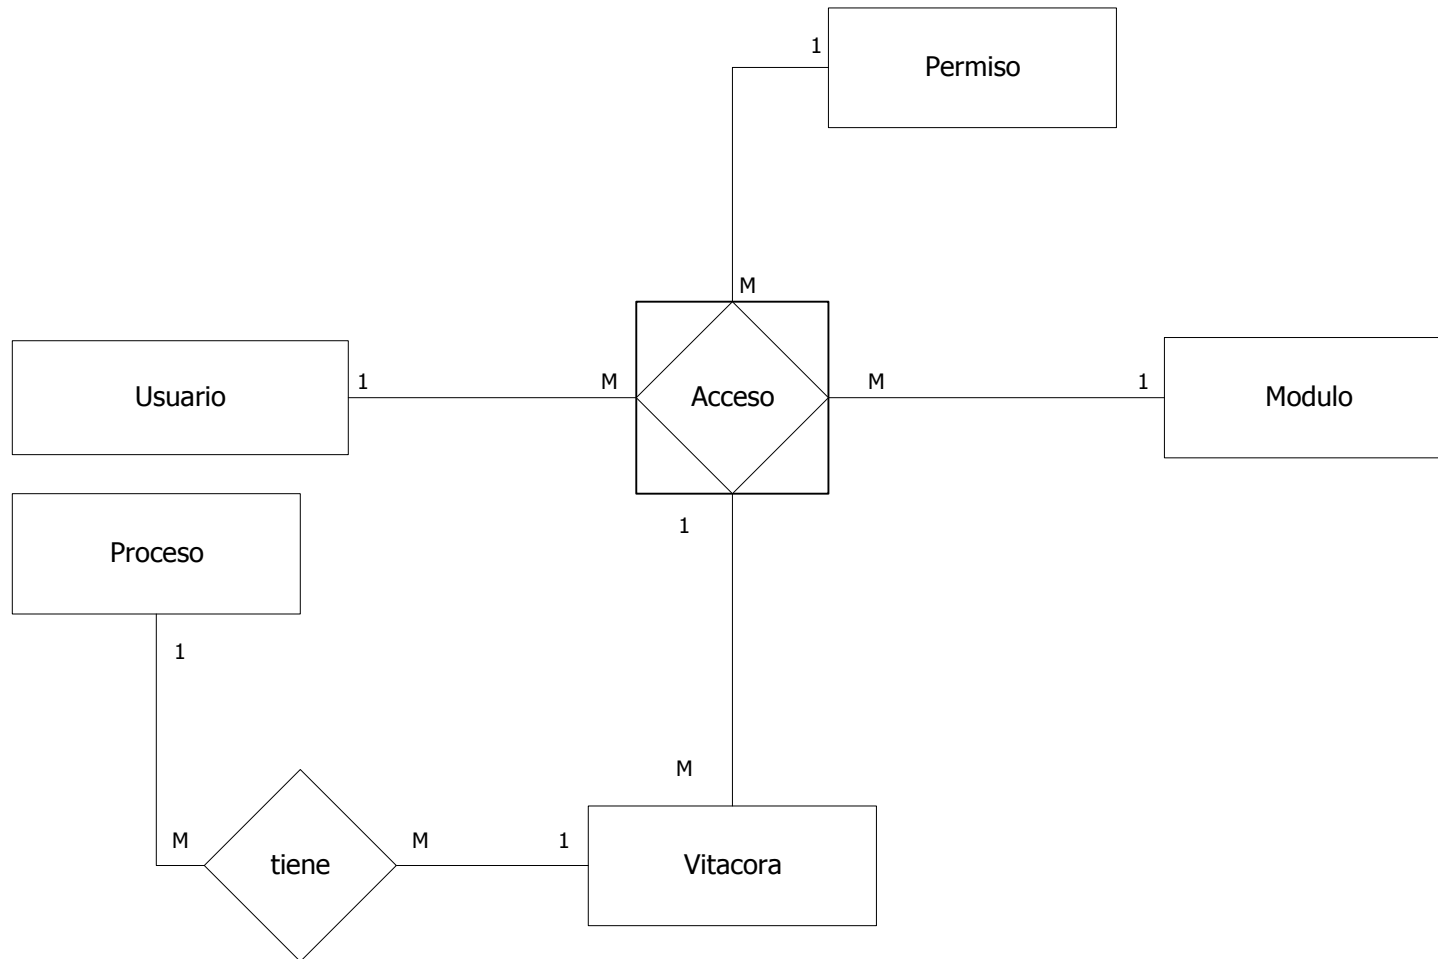 1
Permiso
M
Usuario
1
M
Acceso
M
1
Modulo
1
Proceso
1
M
M
tiene
M
1
Vitacora